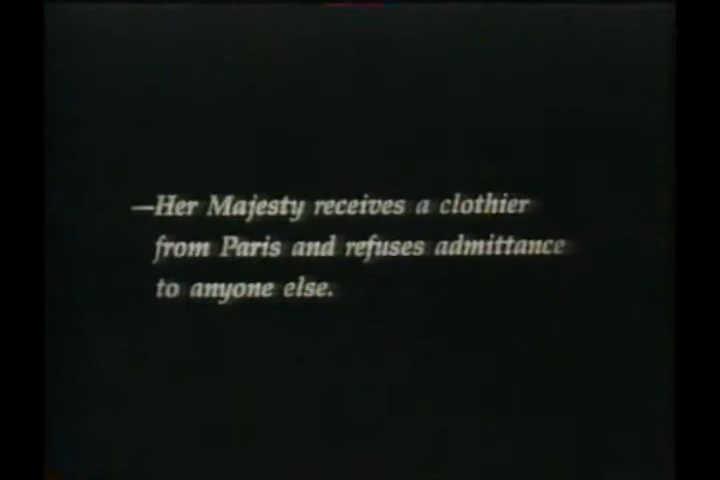 —Her Majesty receives a clothier
from Paris and refuses admittance
to anyone else.